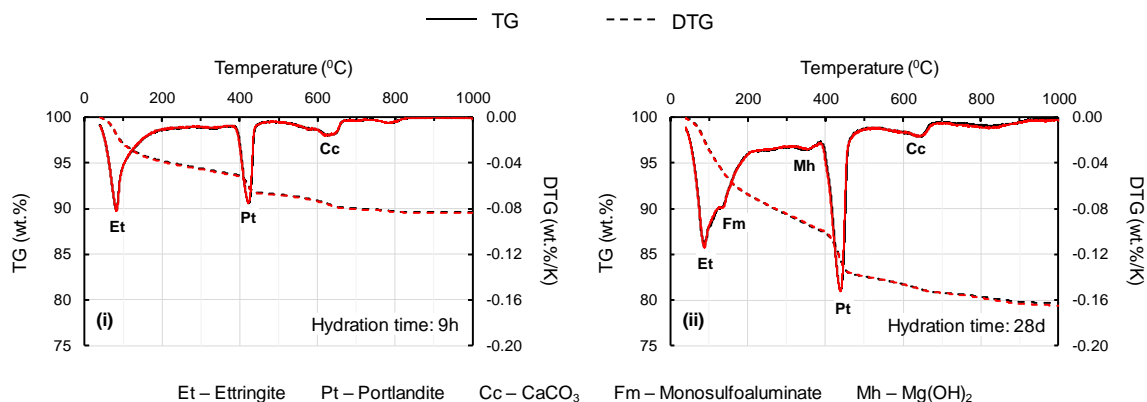 TG DTG
Temperature (⁰C)
0 200 400 600 800 1000
100 95 90 85 80 75
TG (wt.%)
0.00 -0.04 -0.08 -0.12 -0.16 -0.20
DTG (wt.%/K)
Et
Pt
Cc
(i)
Hydration time: 9h
Temperature (⁰C)
0 200 400 600 800 1000
100 95 90 85 80 75
TG (wt.%)
0.00 -0.04 -0.08 -0.12 -0.16 -0.20
DTG (wt.%/K)
Et
Fm
Mh
Pt
Cc
(ii)
Hydration time: 28d
Et – Ettringite Pt – Portlandite Cc – CaCO₃ Fm – Monosulfoaluminate Mh – Mg(OH)₂